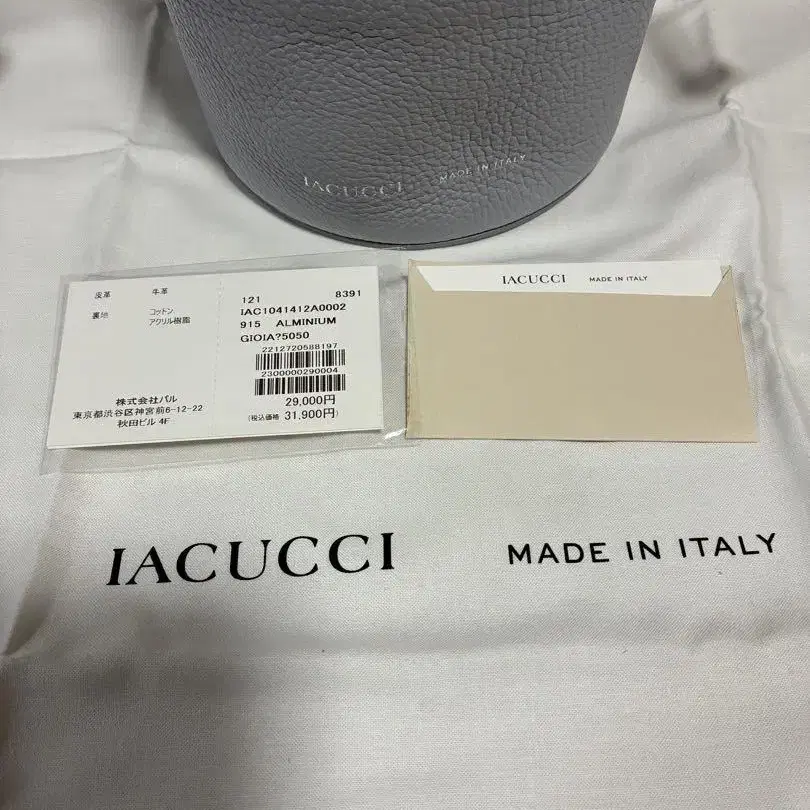 IACUCCI MADE IN ITALY
皮革 牛革
裏地 コットン
アクリル樹脂
株式会社パル
東京都渋谷区神宮前6-12-22
秋田ビル 4F
121 8391
IAC1041412A0002
915 ALMINIUM
GIOIA?5050
2212720588197
2300000290004
29,000円
(税込価格 31,900円)
IACUCCI MADE IN ITALY
IACUCCI MADE IN ITALY